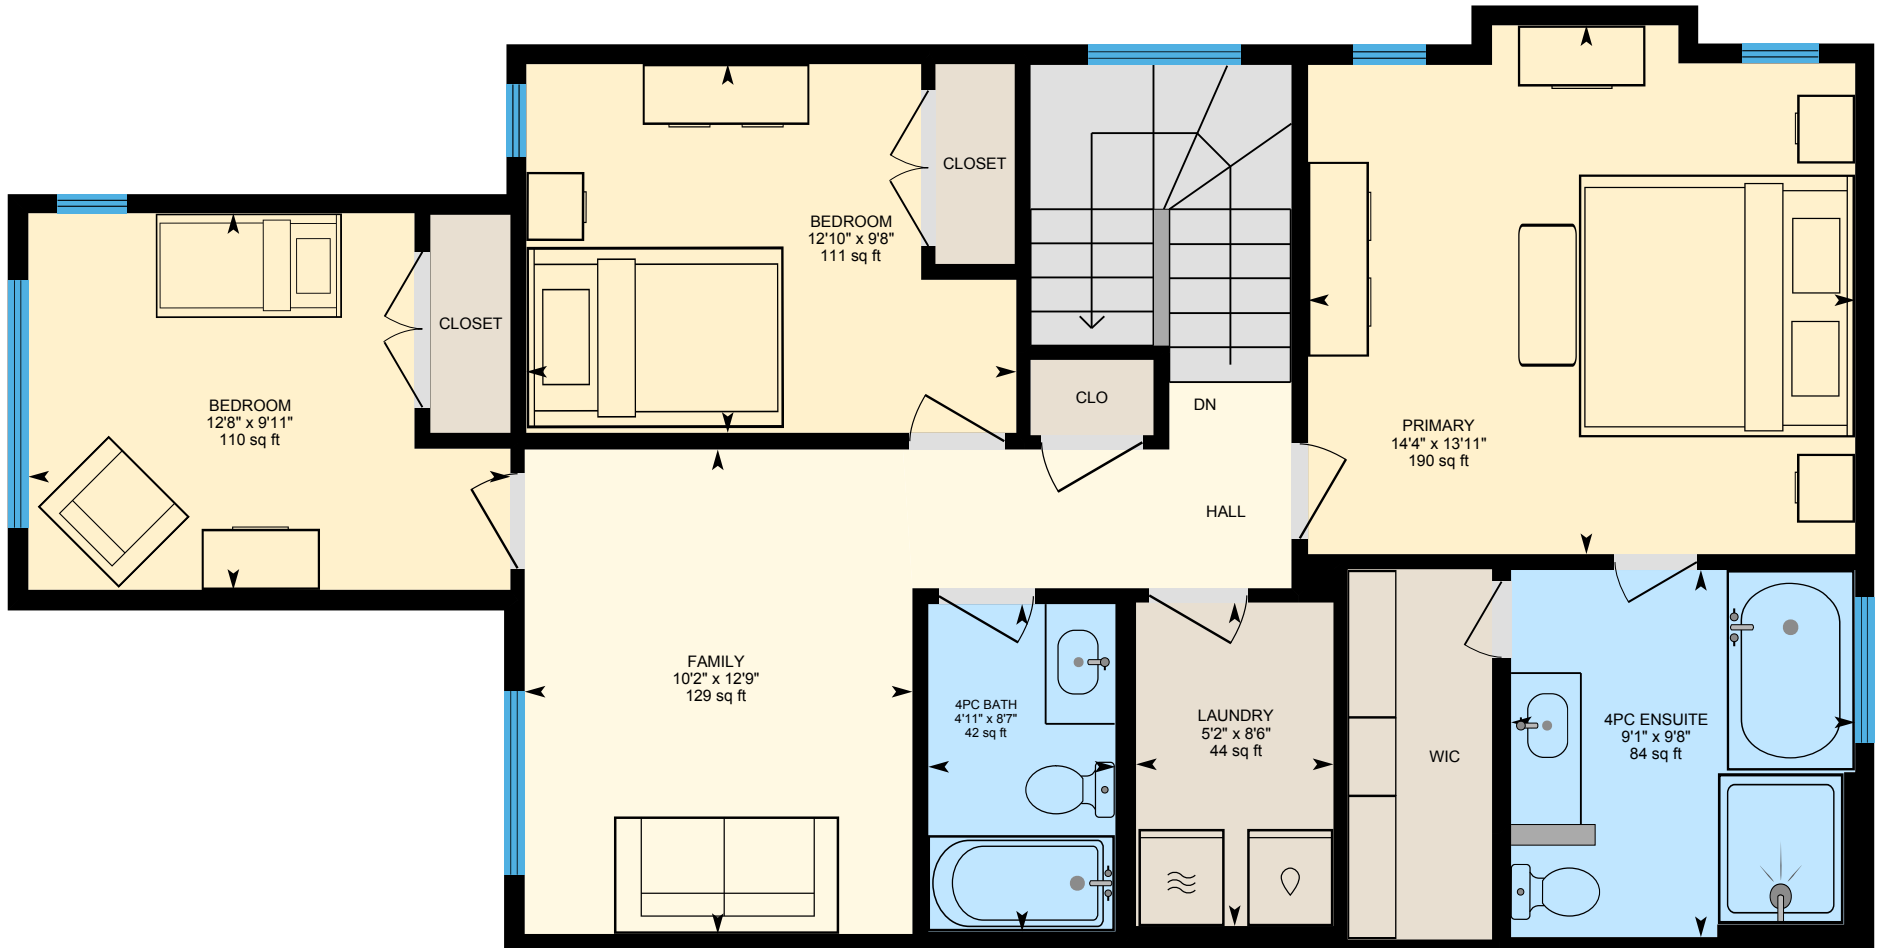 CLOSET
BEDROOM
12'10" x 9'8"
111 sq ft
CLOSET
BEDROOM
12'8" x 9'11"
110 sq ft
CLO
DN
PRIMARY
14'4" x 13'11"
190 sq ft
HALL
FAMILY
10'2" x 12'9"
129 sq ft
4PC BATH
4'11" x 8'7"
42 sq ft
LAUNDRY
5'2" x 8'6"
44 sq ft
WIC
4PC ENSUITE
9'1" x 9'8"
84 sq ft